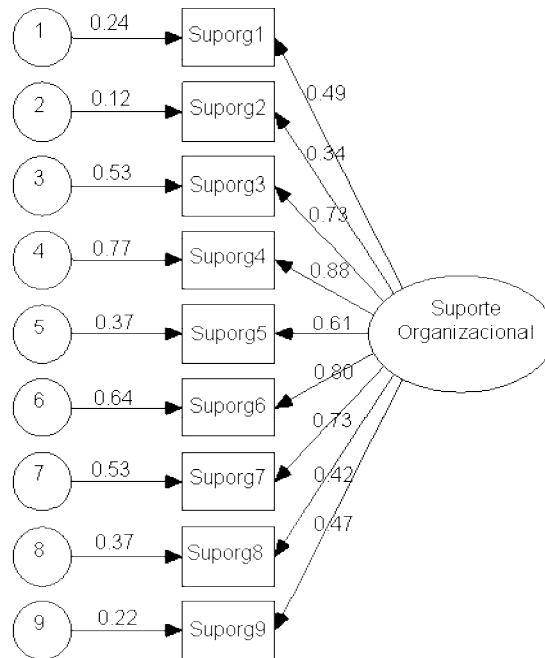 1
0.24
Suporg1
0.49
2
0.12
Suporg2
0.34
3
0.53
Suporg3
0.73
4
0.77
Suporg4
0.88
Suporte
Organizacional
5
0.37
Suporg5
0.61
6
0.64
Suporg6
0.80
7
0.53
Suporg7
0.73
8
0.37
Suporg8
0.42
9
0.22
Suporg9
0.47